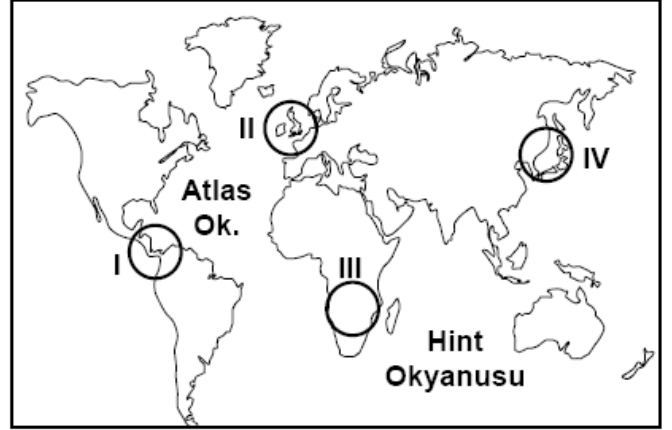 II
IV
Atlas
Ok.
I
III
Hint
Okyanusu